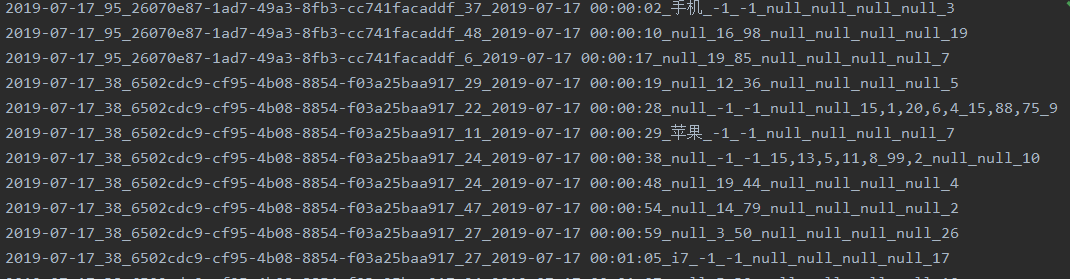 2019-07-17_95_26070e87-1ad7-49a3-8fb3-cc741facaddf_37_2019-07-17 00:00:02_手机_-1_-1_null_null_null_null_3
2019-07-17_95_26070e87-1ad7-49a3-8fb3-cc741facaddf_48_2019-07-17 00:00:10_null_16_98_null_null_null_null_19
2019-07-17_95_26070e87-1ad7-49a3-8fb3-cc741facaddf_6_2019-07-17 00:00:17_null_19_85_null_null_null_null_7
2019-07-17_38_6502cdc9-cf95-4b08-8854-f03a25baa917_29_2019-07-17 00:00:19_null_12_36_null_null_null_null_5
2019-07-17_38_6502cdc9-cf95-4b08-8854-f03a25baa917_22_2019-07-17 00:00:28_null_-1_-1_null_null_15,1,20,6,4_15,88,75_9
2019-07-17_38_6502cdc9-cf95-4b08-8854-f03a25baa917_11_2019-07-17 00:00:29_苹果_-1_-1_null_null_null_null_7
2019-07-17_38_6502cdc9-cf95-4b08-8854-f03a25baa917_24_2019-07-17 00:00:38_null_-1_-1_15,13,5,11,8_99,2_null_null_10
2019-07-17_38_6502cdc9-cf95-4b08-8854-f03a25baa917_24_2019-07-17 00:00:48_null_19_44_null_null_null_null_4
2019-07-17_38_6502cdc9-cf95-4b08-8854-f03a25baa917_47_2019-07-17 00:00:54_null_14_79_null_null_null_null_2
2019-07-17_38_6502cdc9-cf95-4b08-8854-f03a25baa917_27_2019-07-17 00:00:59_null_3_50_null_null_null_null_26
2019-07-17_38_6502cdc9-cf95-4b08-8854-f03a25baa917_27_2019-07-17 00:01:05_i7_-1_-1_null_null_null_null_17